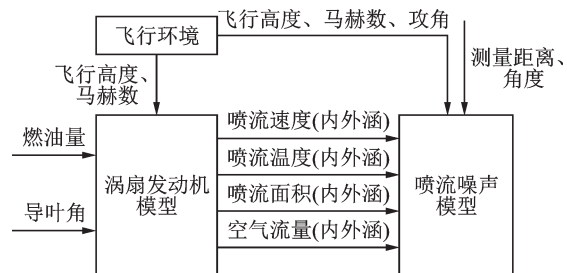 飞行高度、马赫数、攻角
飞行环境
测量距离、
角度
飞行高度、
马赫数
燃油量
导叶角
涡扇发动机
模型
喷流速度(内外涵)
喷流温度(内外涵)
喷流面积(内外涵)
空气流量(内外涵)
喷流噪声
模型